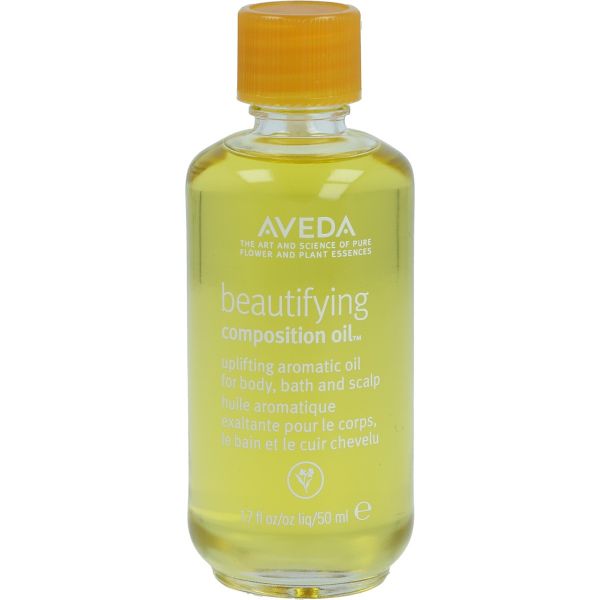 AVEDA
THE ART AND SCIENCE OF PURE
FLOWER AND PLANT ESSENCES
beautifying
composition oil™
uplifting aromatic oil
for body, bath and scalp
huile aromatique
exaltante pour le corps,
le bain et le cuir chevelu
1.7 fl oz/oz liq/50 ml ℮